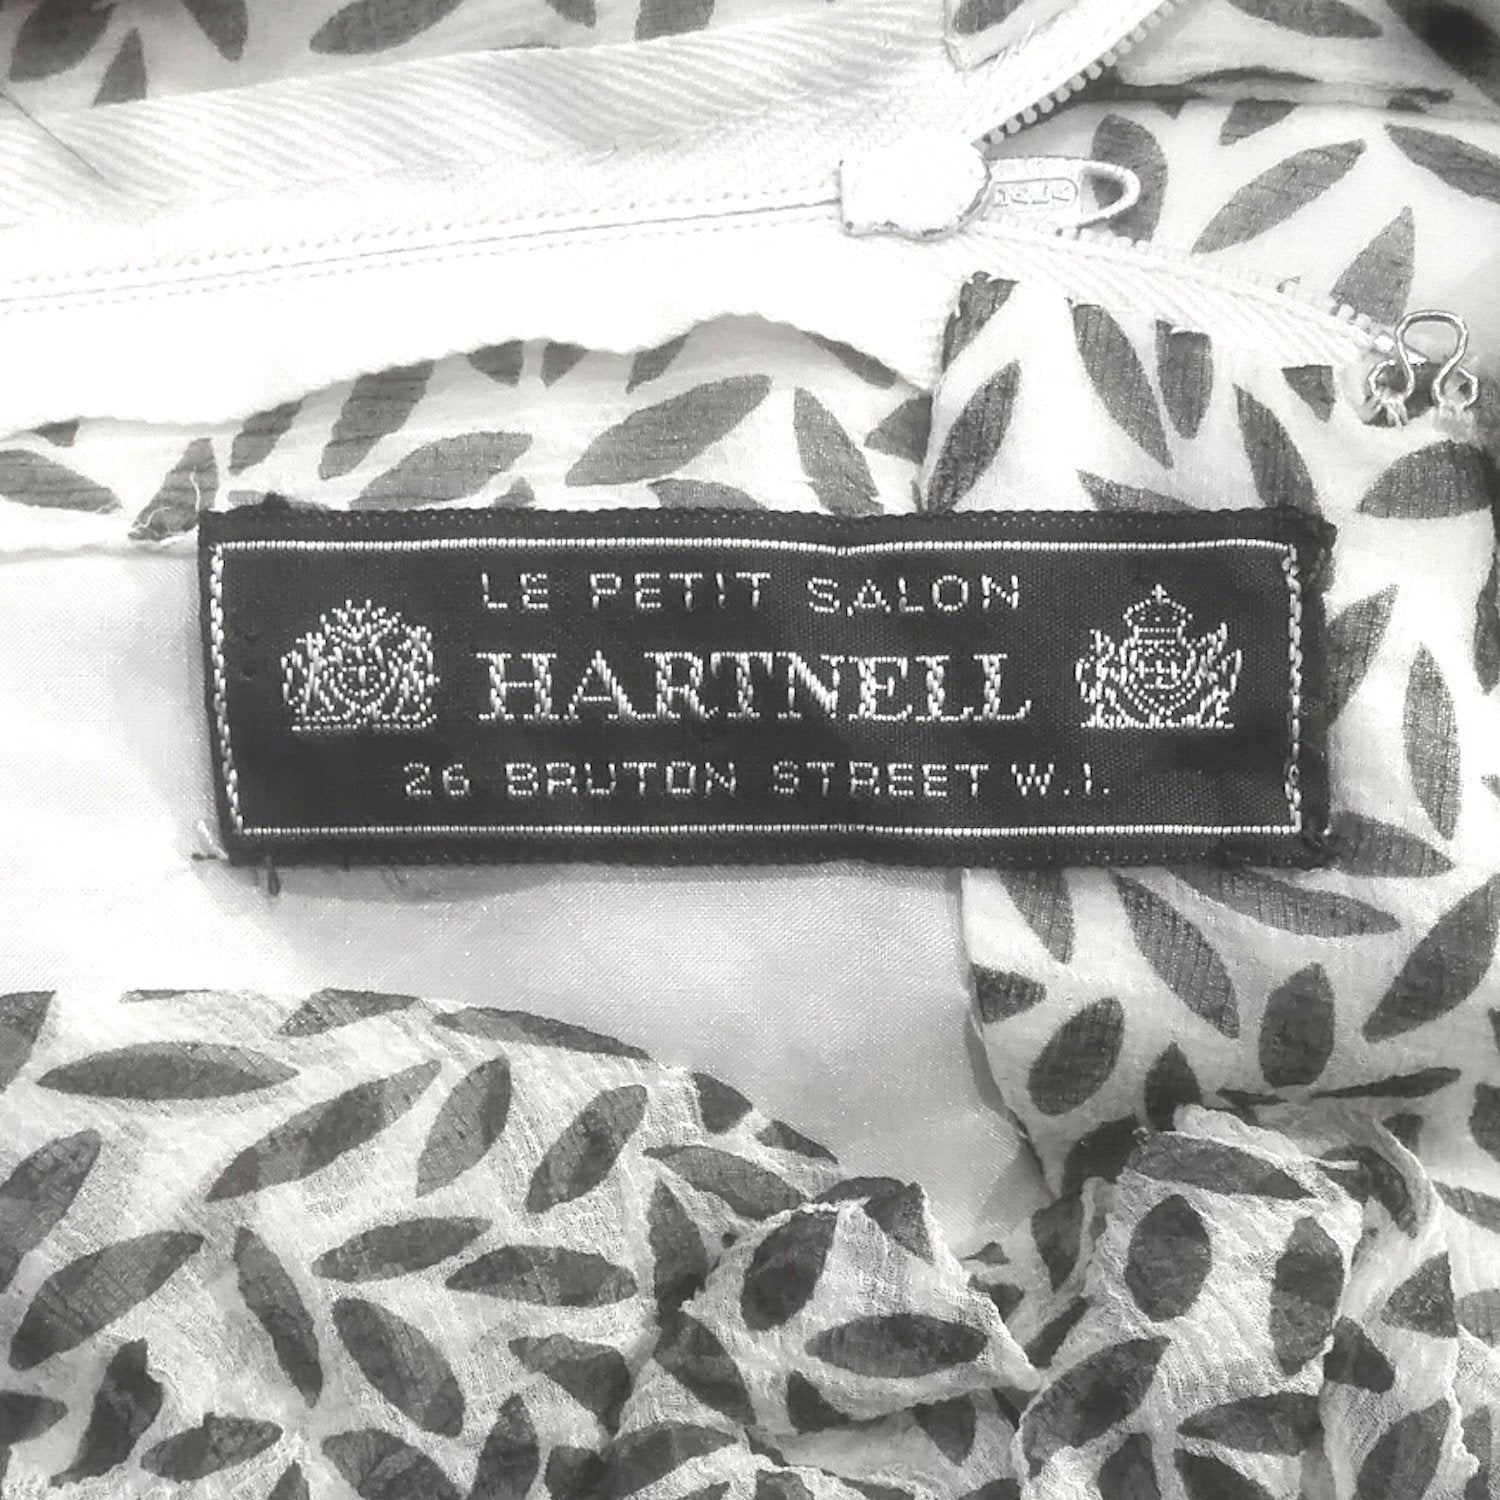 LE PETIT SALON
HARTNELL
26 BRUTON STREET W.1.